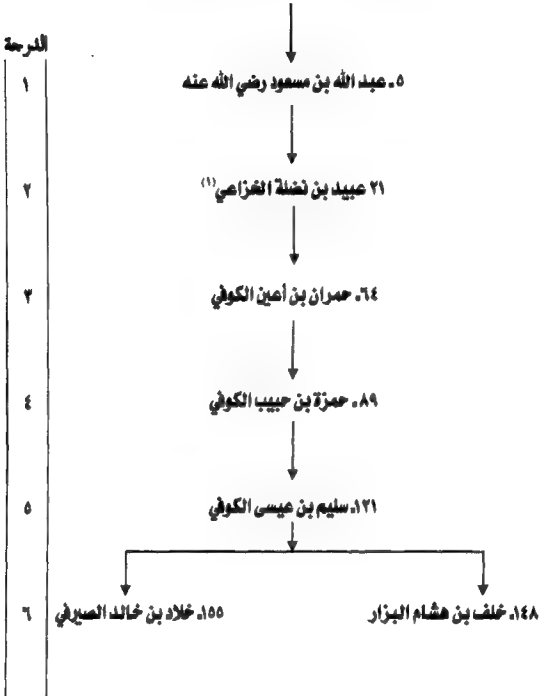 الدرجة
١ ٥. عبد الله بن مسعود رضي الله عنه
٢ ٢١ عبيد بن نضلة الخزاعي(١)
٣ ٦٤. حمران بن أعين الكوفي
٤ ٨٩. حمزة بن حبيب الكوفي
٥ ١٢١. سليم بن عيسى الكوفي
٦ ١٤٨. خلف بن هشام البزار ١٥٥. خلاد بن خالد الصيرفي